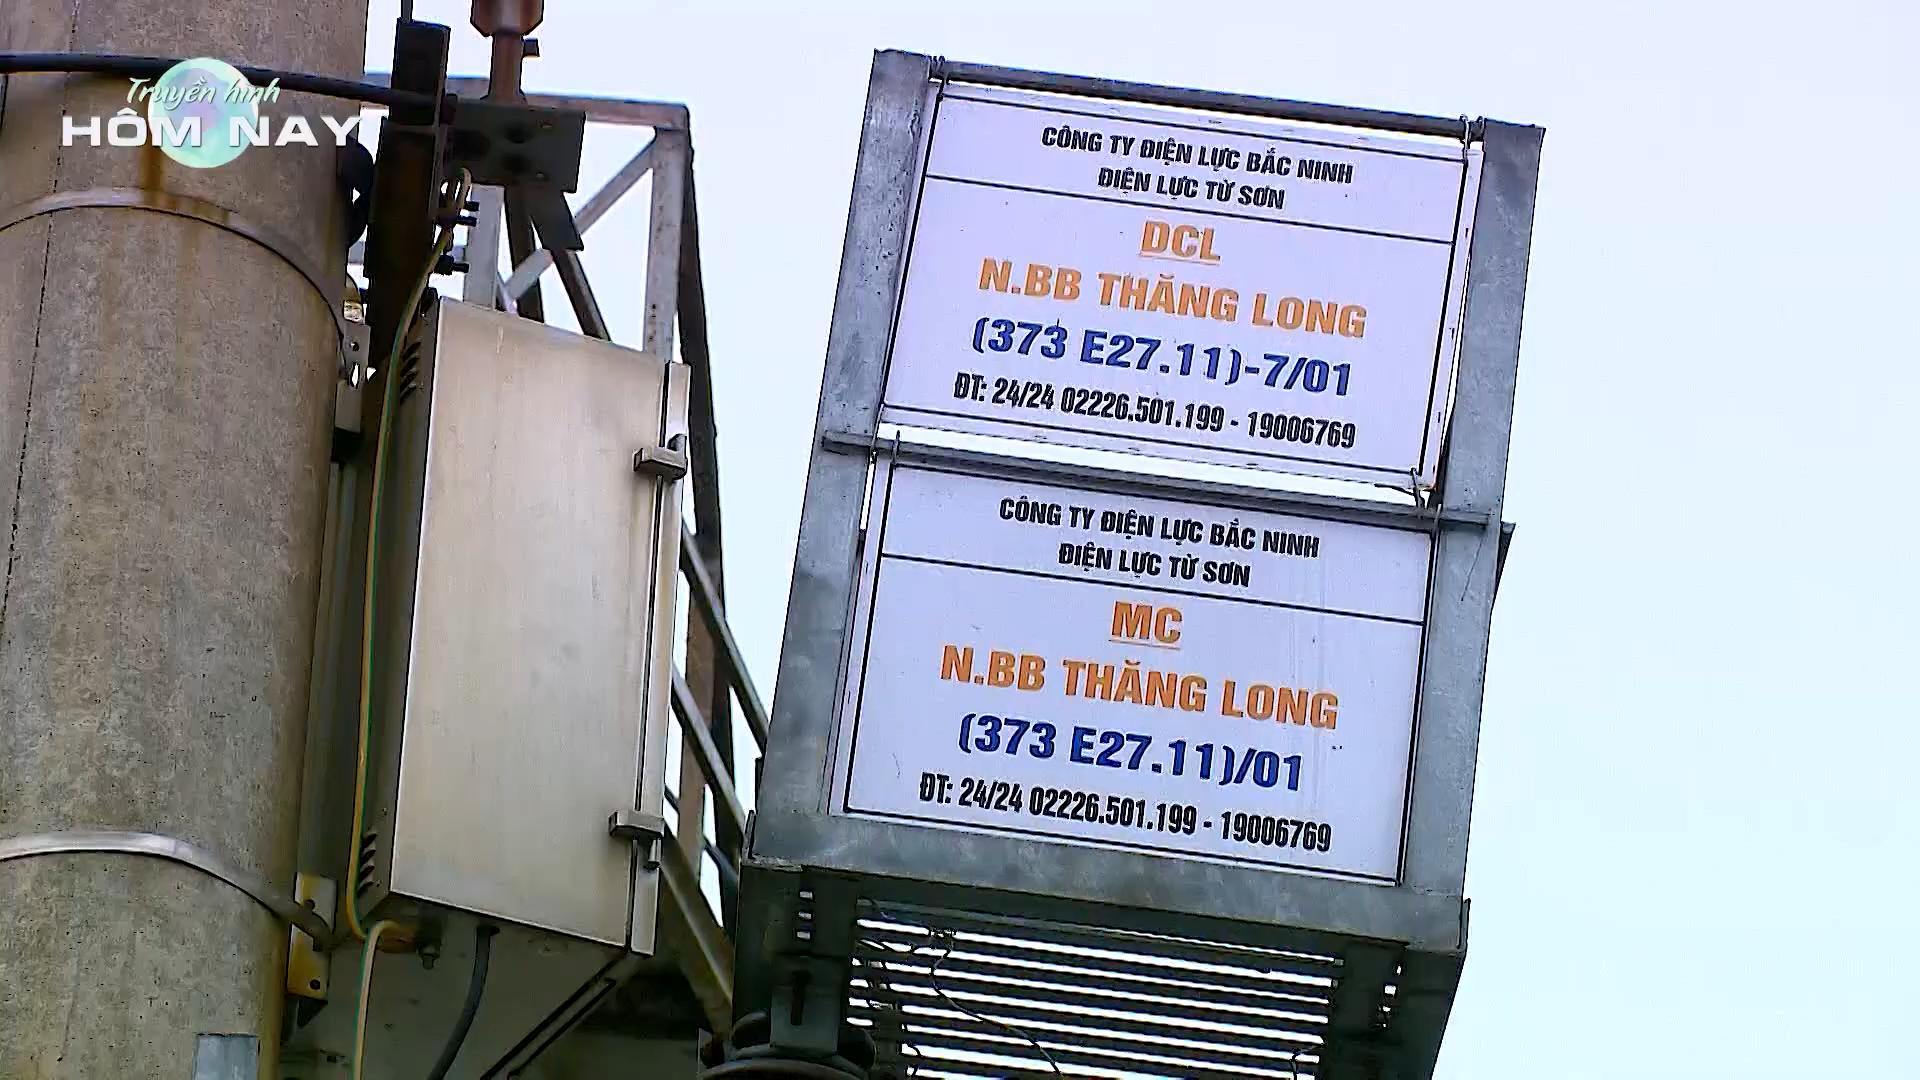 Truyền hình
HÔM NAY
CÔNG TY ĐIỆN LỰC BẮC NINH
ĐIỆN LỰC TỪ SƠN
DCL
N.BB THĂNG LONG
(373 E27.11)-7/01
ĐT: 24/24 02226.501.199 - 19006769
CÔNG TY ĐIỆN LỰC BẮC NINH
ĐIỆN LỰC TỪ SƠN
MC
N.BB THĂNG LONG
(373 E27.11)/01
ĐT: 24/24 02226.501.199 - 19006769